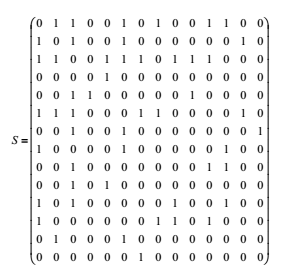 0 1 1 0 0 1 0 1 0 0 1 1 0 0
1 0 1 0 0 1 0 0 0 0 0 0 1 0
1 1 0 0 1 1 1 0 1 1 1 0 0 0
0 0 0 0 1 0 0 0 0 0 0 0 0 0
0 0 1 1 0 0 0 0 0 1 0 0 0 0
1 1 1 0 0 0 1 1 0 0 0 0 1 0
0 0 1 0 0 1 0 0 0 0 0 0 0 1
S =
1 0 0 0 0 1 0 0 0 0 0 1 0 0
0 0 1 0 0 0 0 0 0 0 1 1 0 0
0 0 1 0 1 0 0 0 0 0 0 0 0 0
1 0 1 0 0 0 0 0 1 0 0 1 0 0
1 0 0 0 0 0 0 1 1 0 1 0 0 0
0 1 0 0 0 1 0 0 0 0 0 0 0 0
0 0 0 0 0 0 1 0 0 0 0 0 0 0